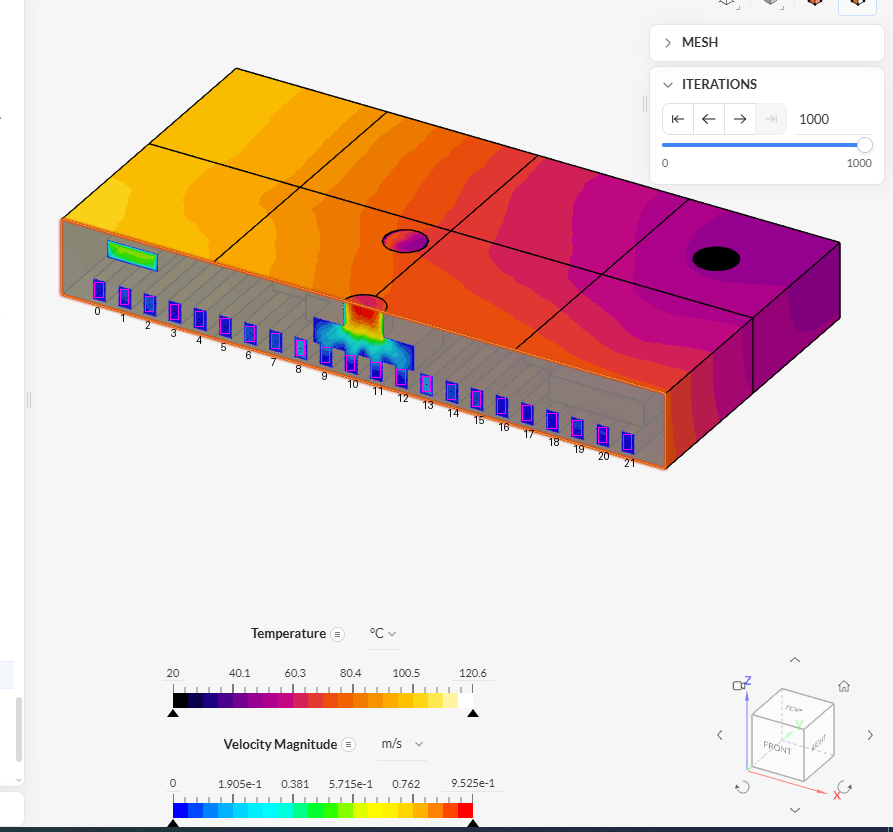 MESH
ITERATIONS
1000
0 1000
0 1 2 3 4 5 6 7 8 9 10 11 12 13 14 15 16 17 18 19 20 21
Temperature °C
20 40.1 60.3 80.4 100.5 120.6
Velocity Magnitude m/s
0 1.905e-1 0.381 5.715e-1 0.762 9.525e-1
Z
TOP
Y
FRONT
RIGHT
X